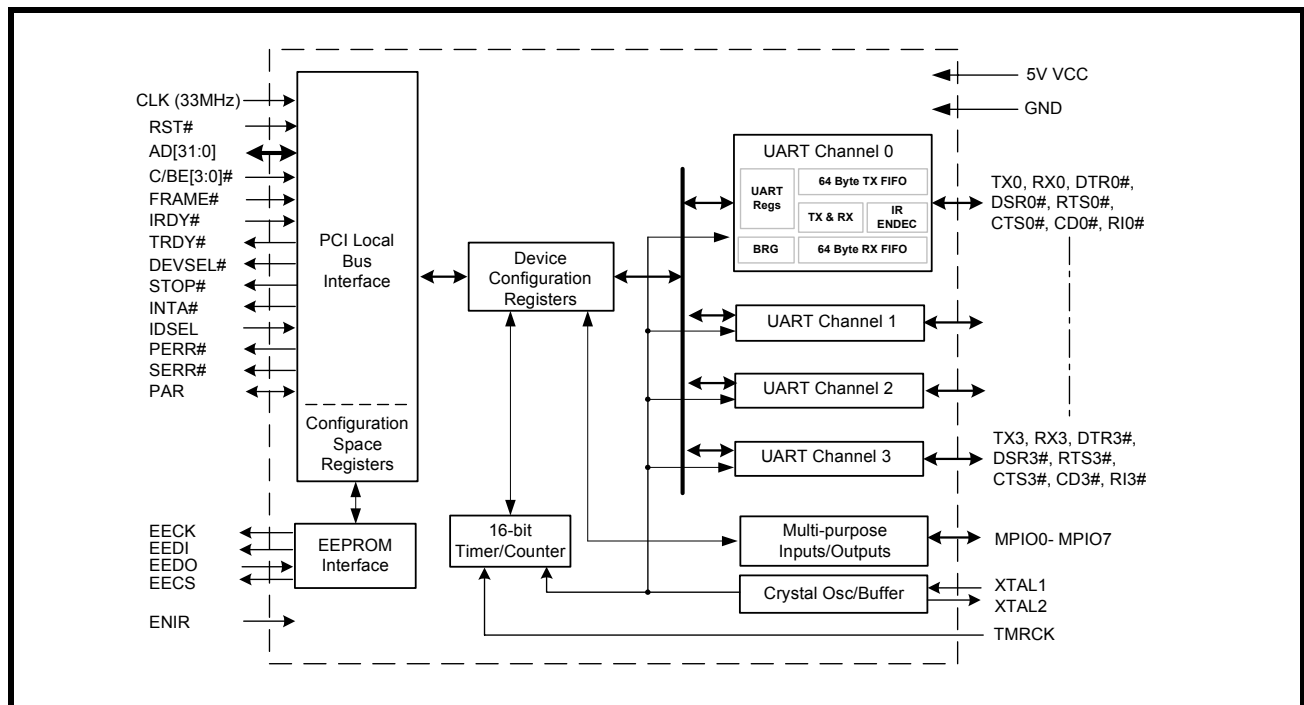 CLK (33MHz)
RST#
AD[31:0]
C/BE[3:0]#
FRAME#
IRDY#
TRDY#
DEVSEL#
STOP#
INTA#
IDSEL
PERR#
SERR#
PAR
EECK
EEDI
EEDO
EECS
ENIR
PCI Local
Bus
Interface
Configuration
Space
Registers
EEPROM
Interface
Device
Configuration
Registers
16-bit
Timer/Counter
UART Channel 0
UART
Regs
64 Byte TX FIFO
TX & RX
IR
ENDEC
BRG
64 Byte RX FIFO
UART Channel 1
UART Channel 2
UART Channel 3
Multi-purpose
Inputs/Outputs
Crystal Osc/Buffer
5V VCC
GND
TX0, RX0, DTR0#,
DSR0#, RTS0#,
CTS0#, CD0#, RI0#
TX3, RX3, DTR3#,
DSR3#, RTS3#,
CTS3#, CD3#, RI3#
MPIO0- MPIO7
XTAL1
XTAL2
TMRCK